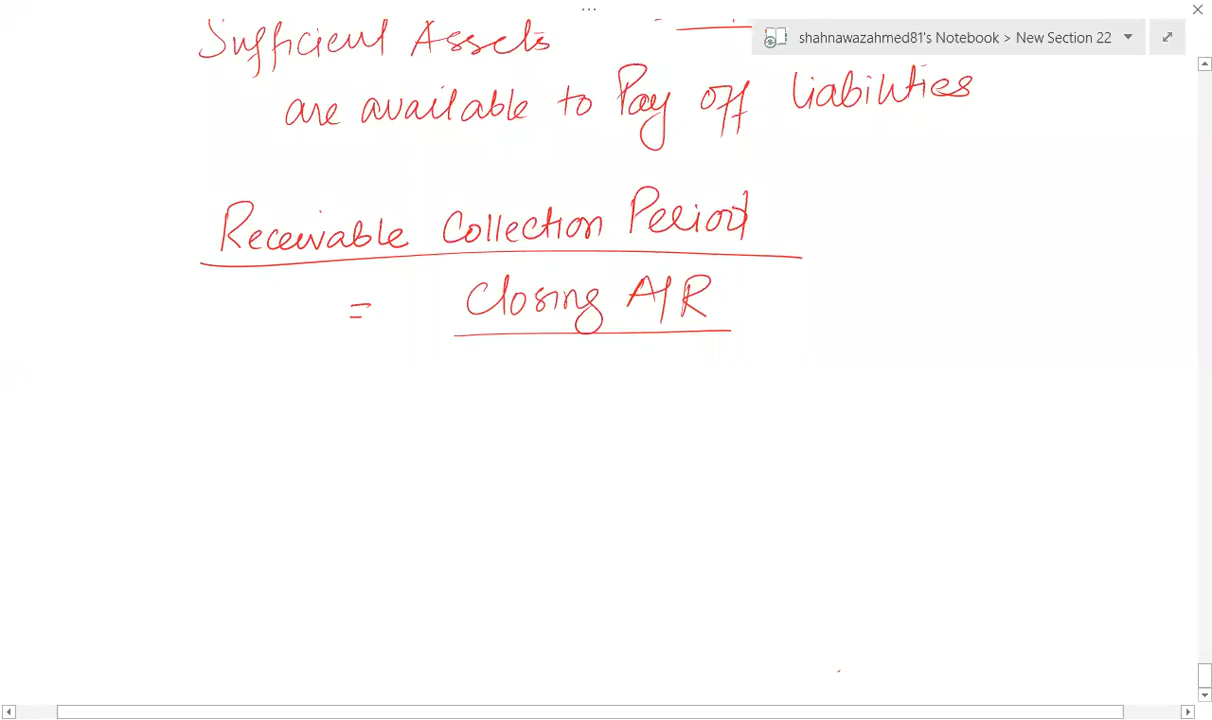 shahnawazahmed81's Notebook > New Section 22
Sufficient Assets
are available to Pay off liabilities
Receivable Collection Period
= Closing A/R